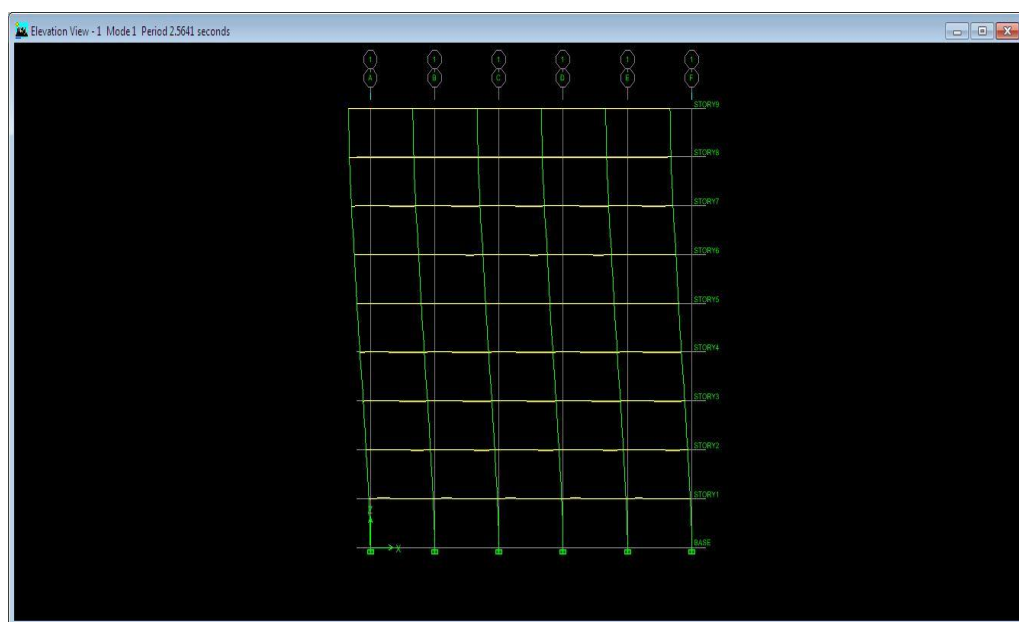 Elevation View - 1 Mode 1 Period 2.5641 seconds
1 1 1 1 1 1
A B C D E F
STORY9
STORY8
STORY7
STORY6
STORY5
STORY4
STORY3
STORY2
STORY1
Z
X
BASE